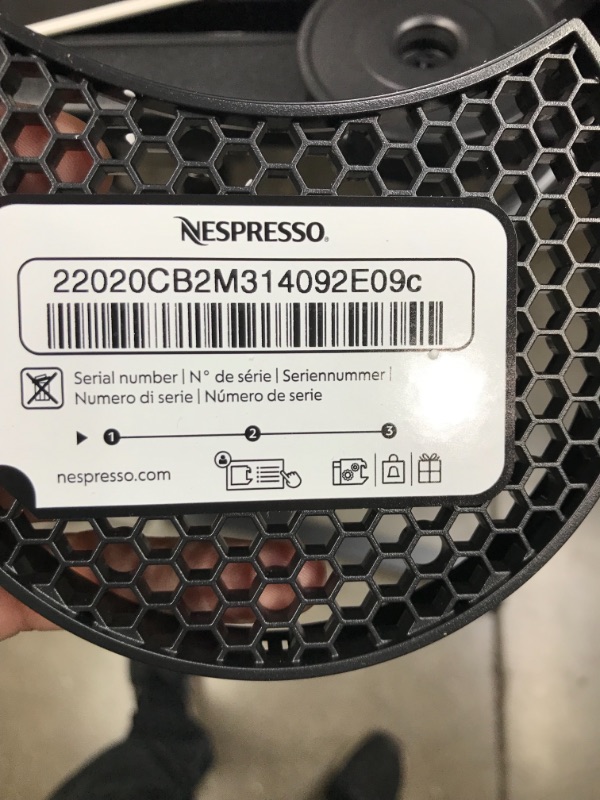 NESPRESSO
22020CB2M314092E09c
Serial number | N° de série | Seriennummer |
Numero di serie | Número de serie
1 2 3
nespresso.com